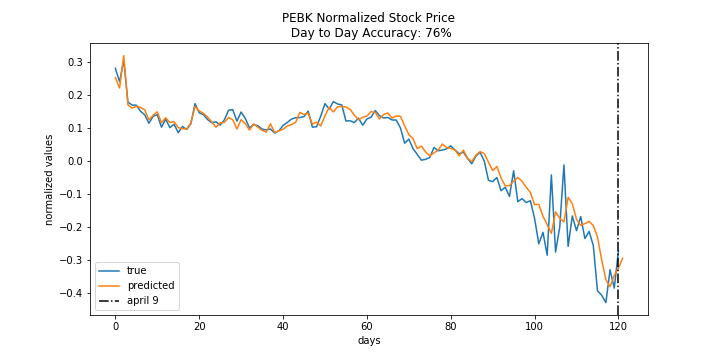 PEBK Normalized Stock Price
Day to Day Accuracy: 76%
normalized values
0.3
0.2
0.1
0.0
−0.1
−0.2
−0.3
−0.4
true
predicted
april 9
0 20 40 60 80 100 120
days